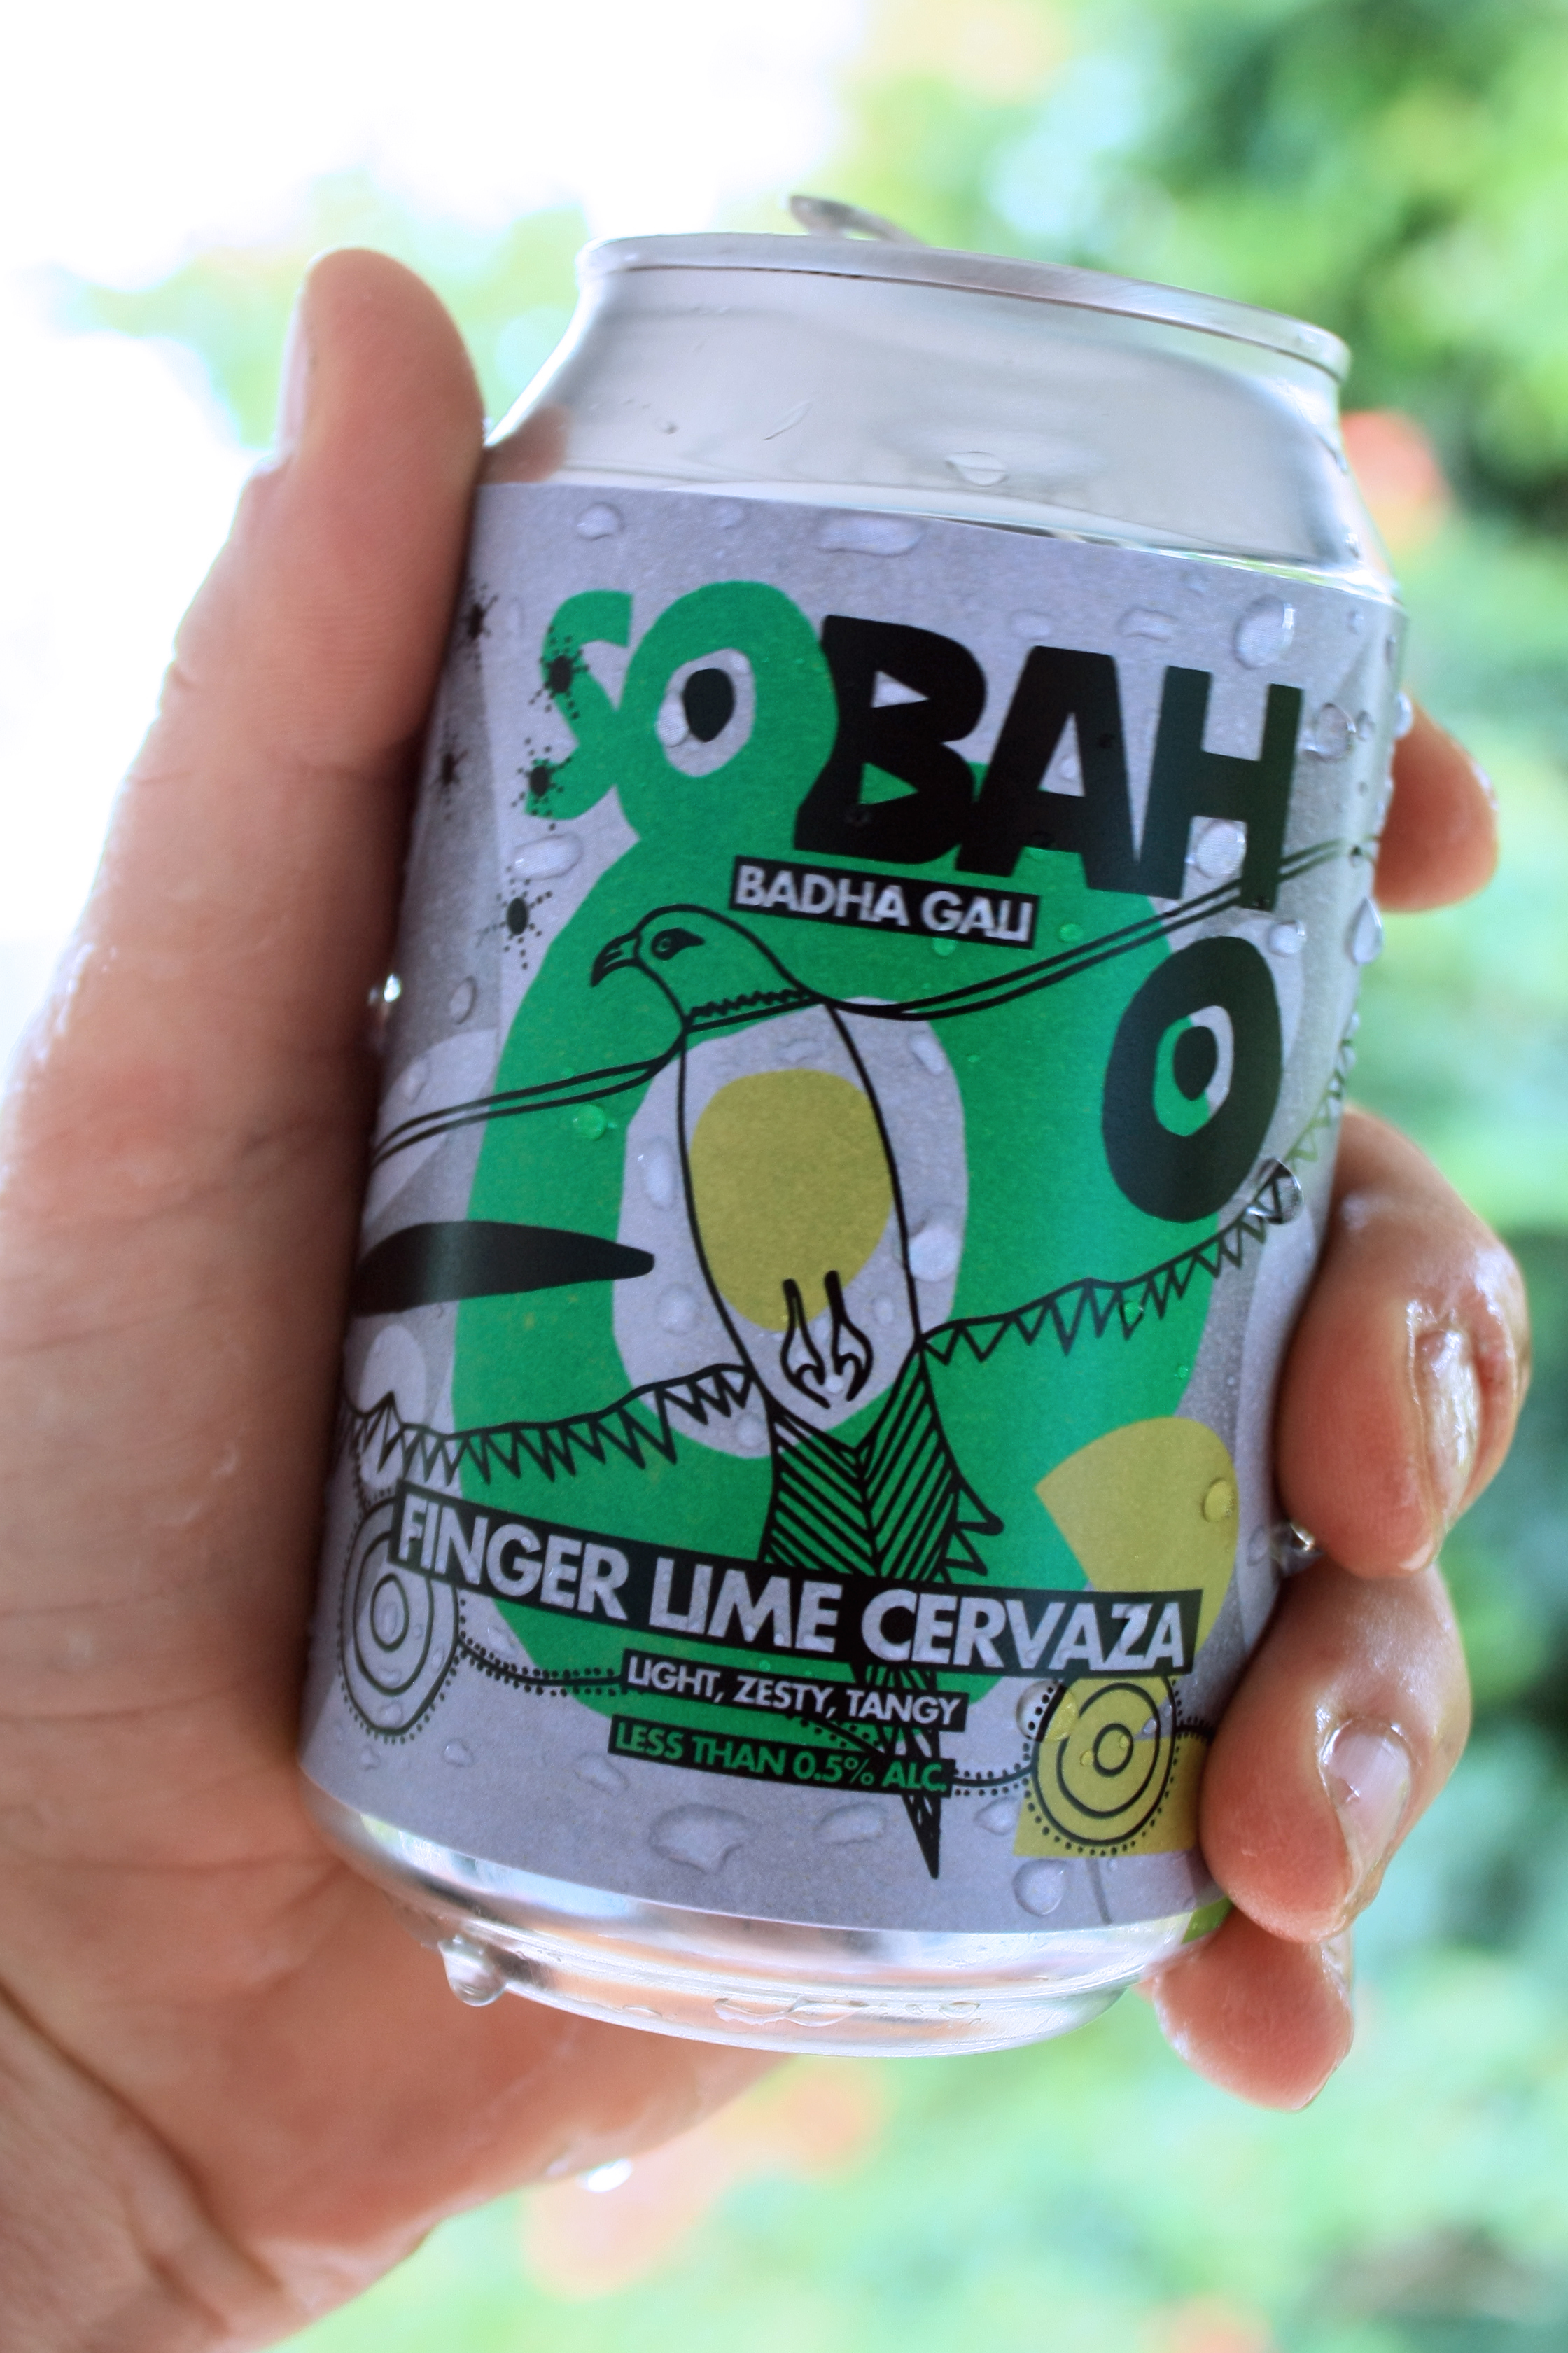 SOBAH
BADHA GALI
FINGER LIME CERVAZA
LIGHT, ZESTY, TANGY
LESS THAN 0.5% ALC.